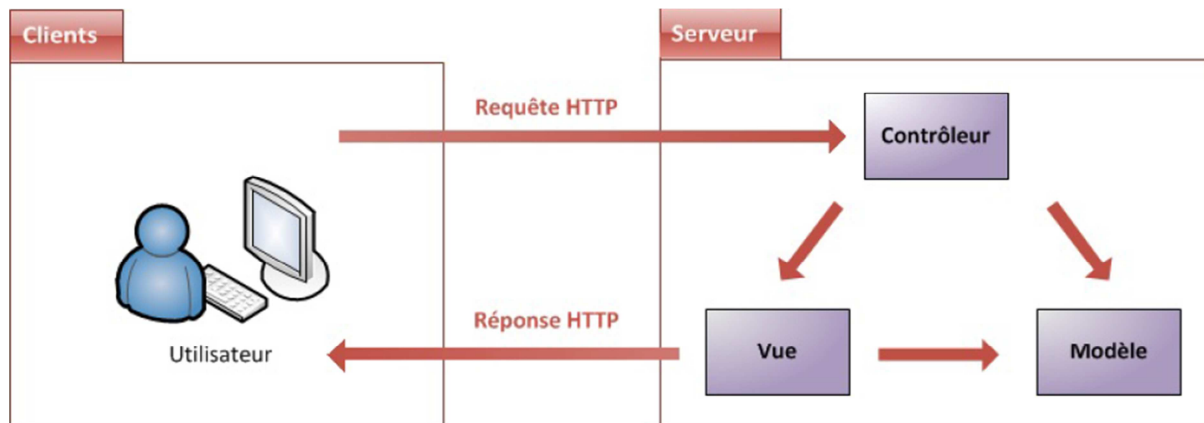 Clients
Serveur
Requête HTTP
Contrôleur
Réponse HTTP
Utilisateur
Vue
Modèle